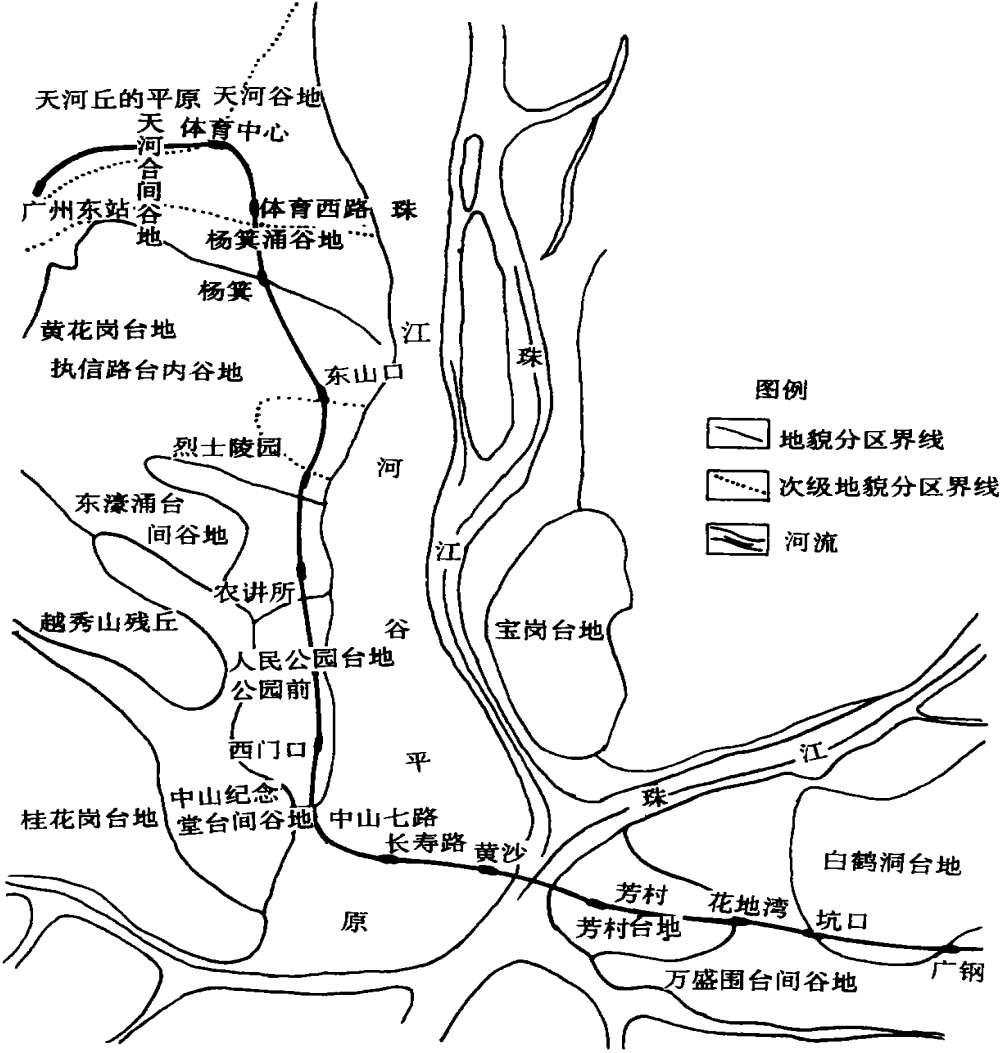 天河丘的平原
天河谷地
天河合间谷地
体育中心
广州东站
体育西路
珠
杨箕涌谷地
杨箕
黄花岗台地
江
珠
执信路台内谷地
东山口
图例
地貌分区界线
烈士陵园
河
次级地貌分区界线
东濠涌台
间谷地
江
河流
农讲所
越秀山残丘
谷
宝岗台地
人民公园台地
公园前
西门口
平
江
中山纪念
堂台间谷地
珠
桂花岗台地
中山七路
长寿路
黄沙
白鹤洞台地
芳村
花地湾
原
芳村台地
坑口
广钢
万盛围台间谷地